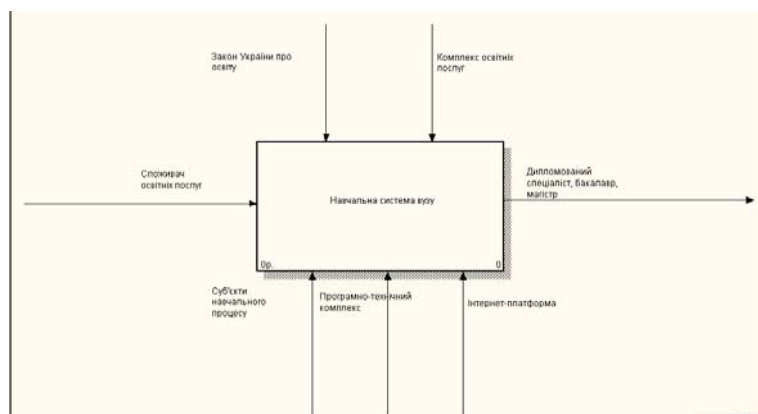 Закон України про
освіту
Комплекс освітніх
послуг
Споживач
освітніх послуг
Навчальна система вузу
Дипломований
спеціаліст, бакалавр,
магістр
0р.
0
Суб'єкти
навчального
процесу
Програмно-технічний
комплекс
Інтернет-платформа